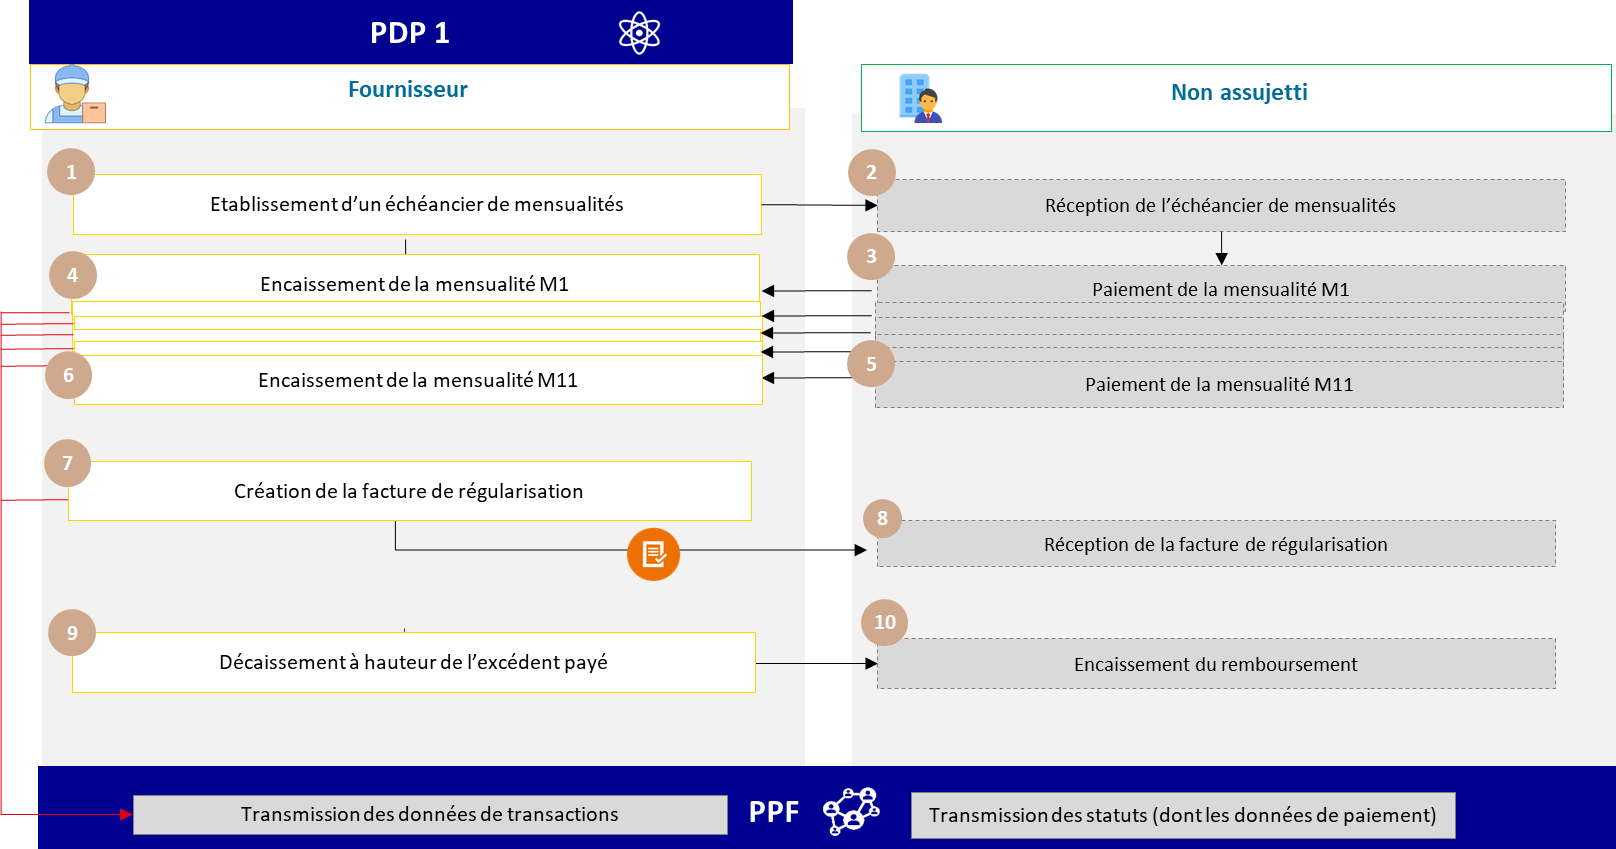 PDP 1
Fournisseur
Non assujetti
1
Etablissement d’un échéancier de mensualités
2
Réception de l’échéancier de mensualités
3
Paiement de la mensualité M1
4
Encaissement de la mensualité M1
5
Paiement de la mensualité M11
6
Encaissement de la mensualité M11
7
Création de la facture de régularisation
8
Réception de la facture de régularisation
9
Décaissement à hauteur de l’excédent payé
10
Encaissement du remboursement
Transmission des données de transactions
PPF
Transmission des statuts (dont les données de paiement)